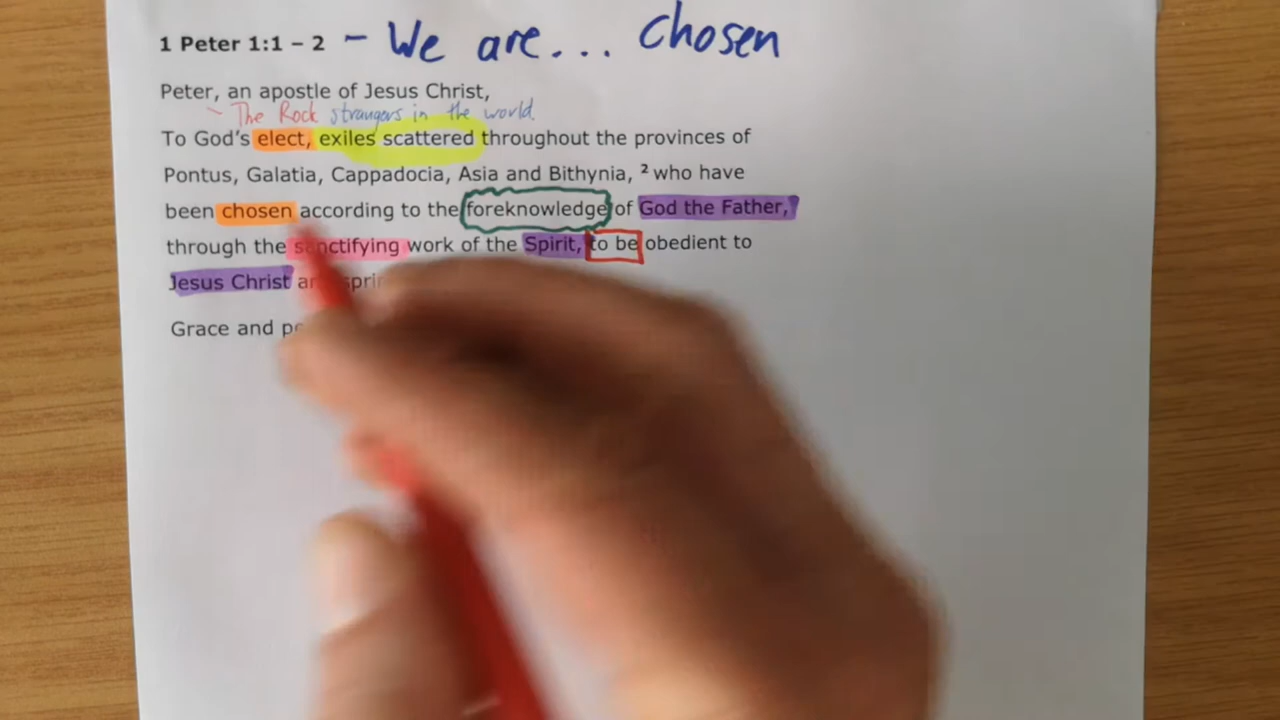 1 Peter 1:1 – 2 - We are... Chosen
Peter, an apostle of Jesus Christ,
- The Rock strangers in the world.
To God's elect, exiles scattered throughout the provinces of
Pontus, Galatia, Cappadocia, Asia and Bithynia, ² who have
been chosen according to the foreknowledge of God the Father,
through the sanctifying work of the Spirit, to be obedient to
Jesus Christ
Grace and